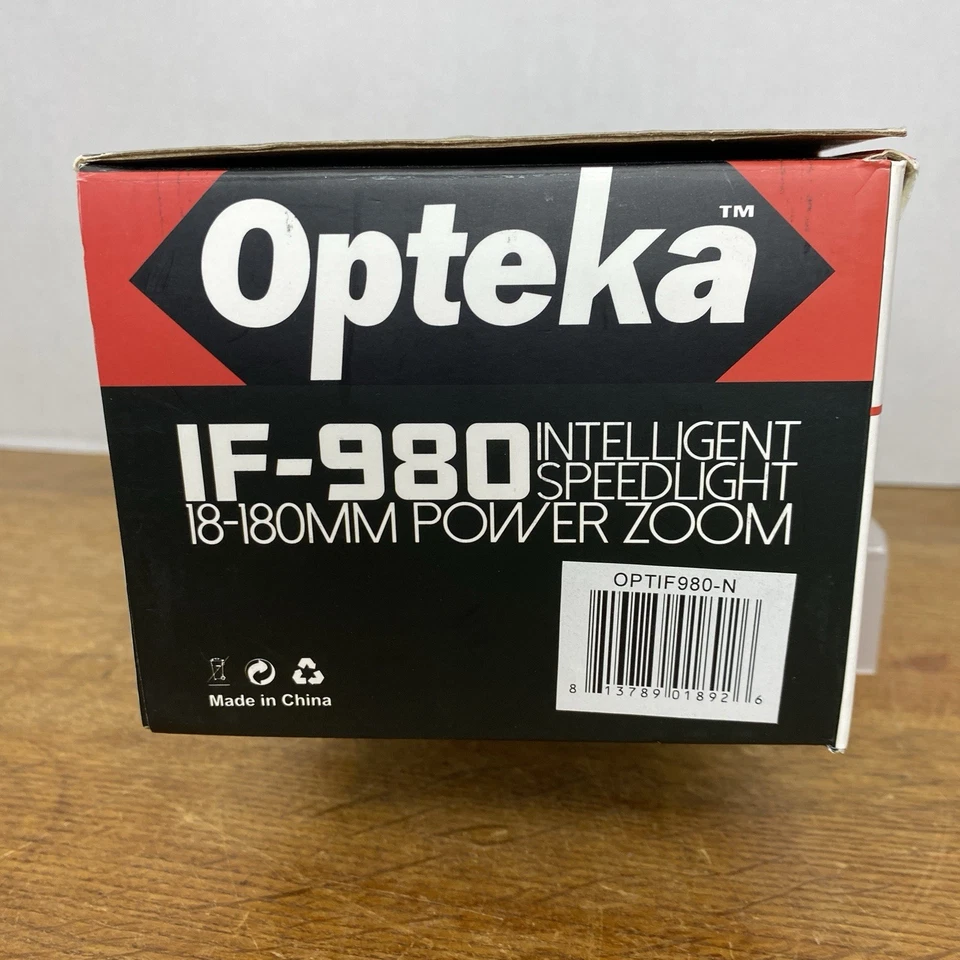 Opteka™
IF-980 INTELLIGENT
SPEEDLIGHT
18-180MM POWER ZOOM
OPTIF980-N
8 13789 01892 6
Made in China